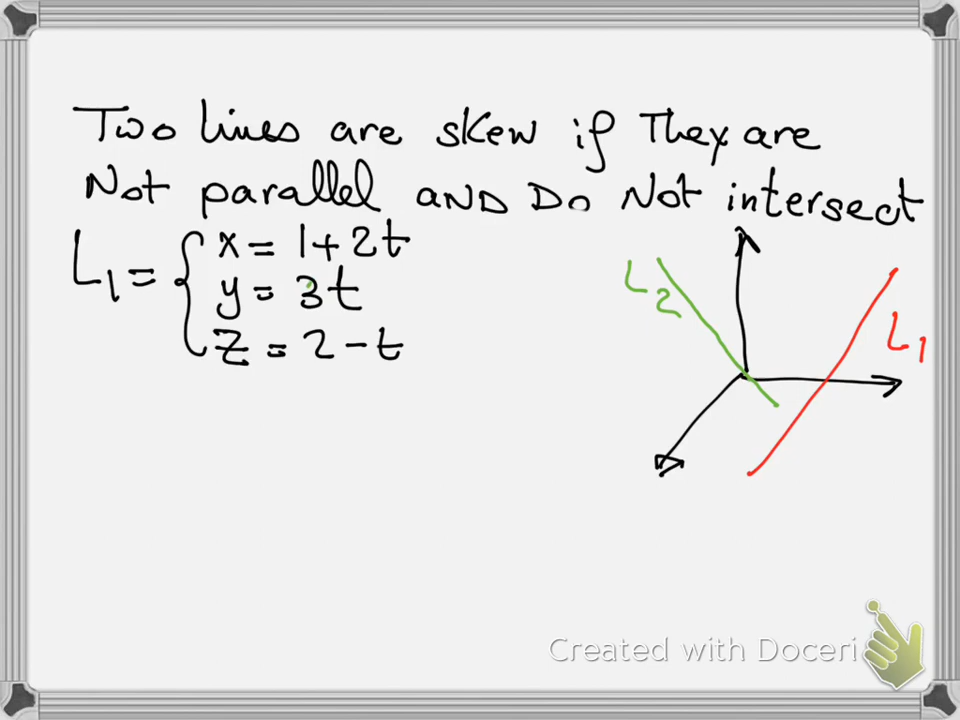 Two lines are skew if They are
Not parallel AND Do Not intersect
L1 = { x = 1+2t
y = 3t
z = 2-t
L2
L1
Created with Doceri